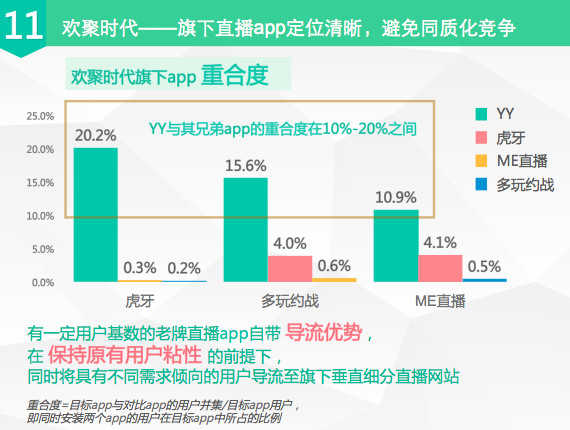 11
欢聚时代——旗下直播app定位清晰，避免同质化竞争
欢聚时代旗下app 重合度
YY与其兄弟app的重合度在10%-20%之间
25.0%
20.0%
15.0%
10.0%
5.0%
0.0%
20.2%
0.3%
0.2%
15.6%
4.0%
0.6%
10.9%
4.1%
0.5%
虎牙
多玩约战
ME直播
YY
虎牙
ME直播
多玩约战
有一定用户基数的老牌直播app自带 导流优势，
在 保持原有用户粘性 的前提下，
同时将具有不同需求倾向的用户导流至旗下垂直细分直播网站
重合度=目标app与对比app的用户并集/目标app用户，
即同时安装两个app的用户在目标app中所占的比例